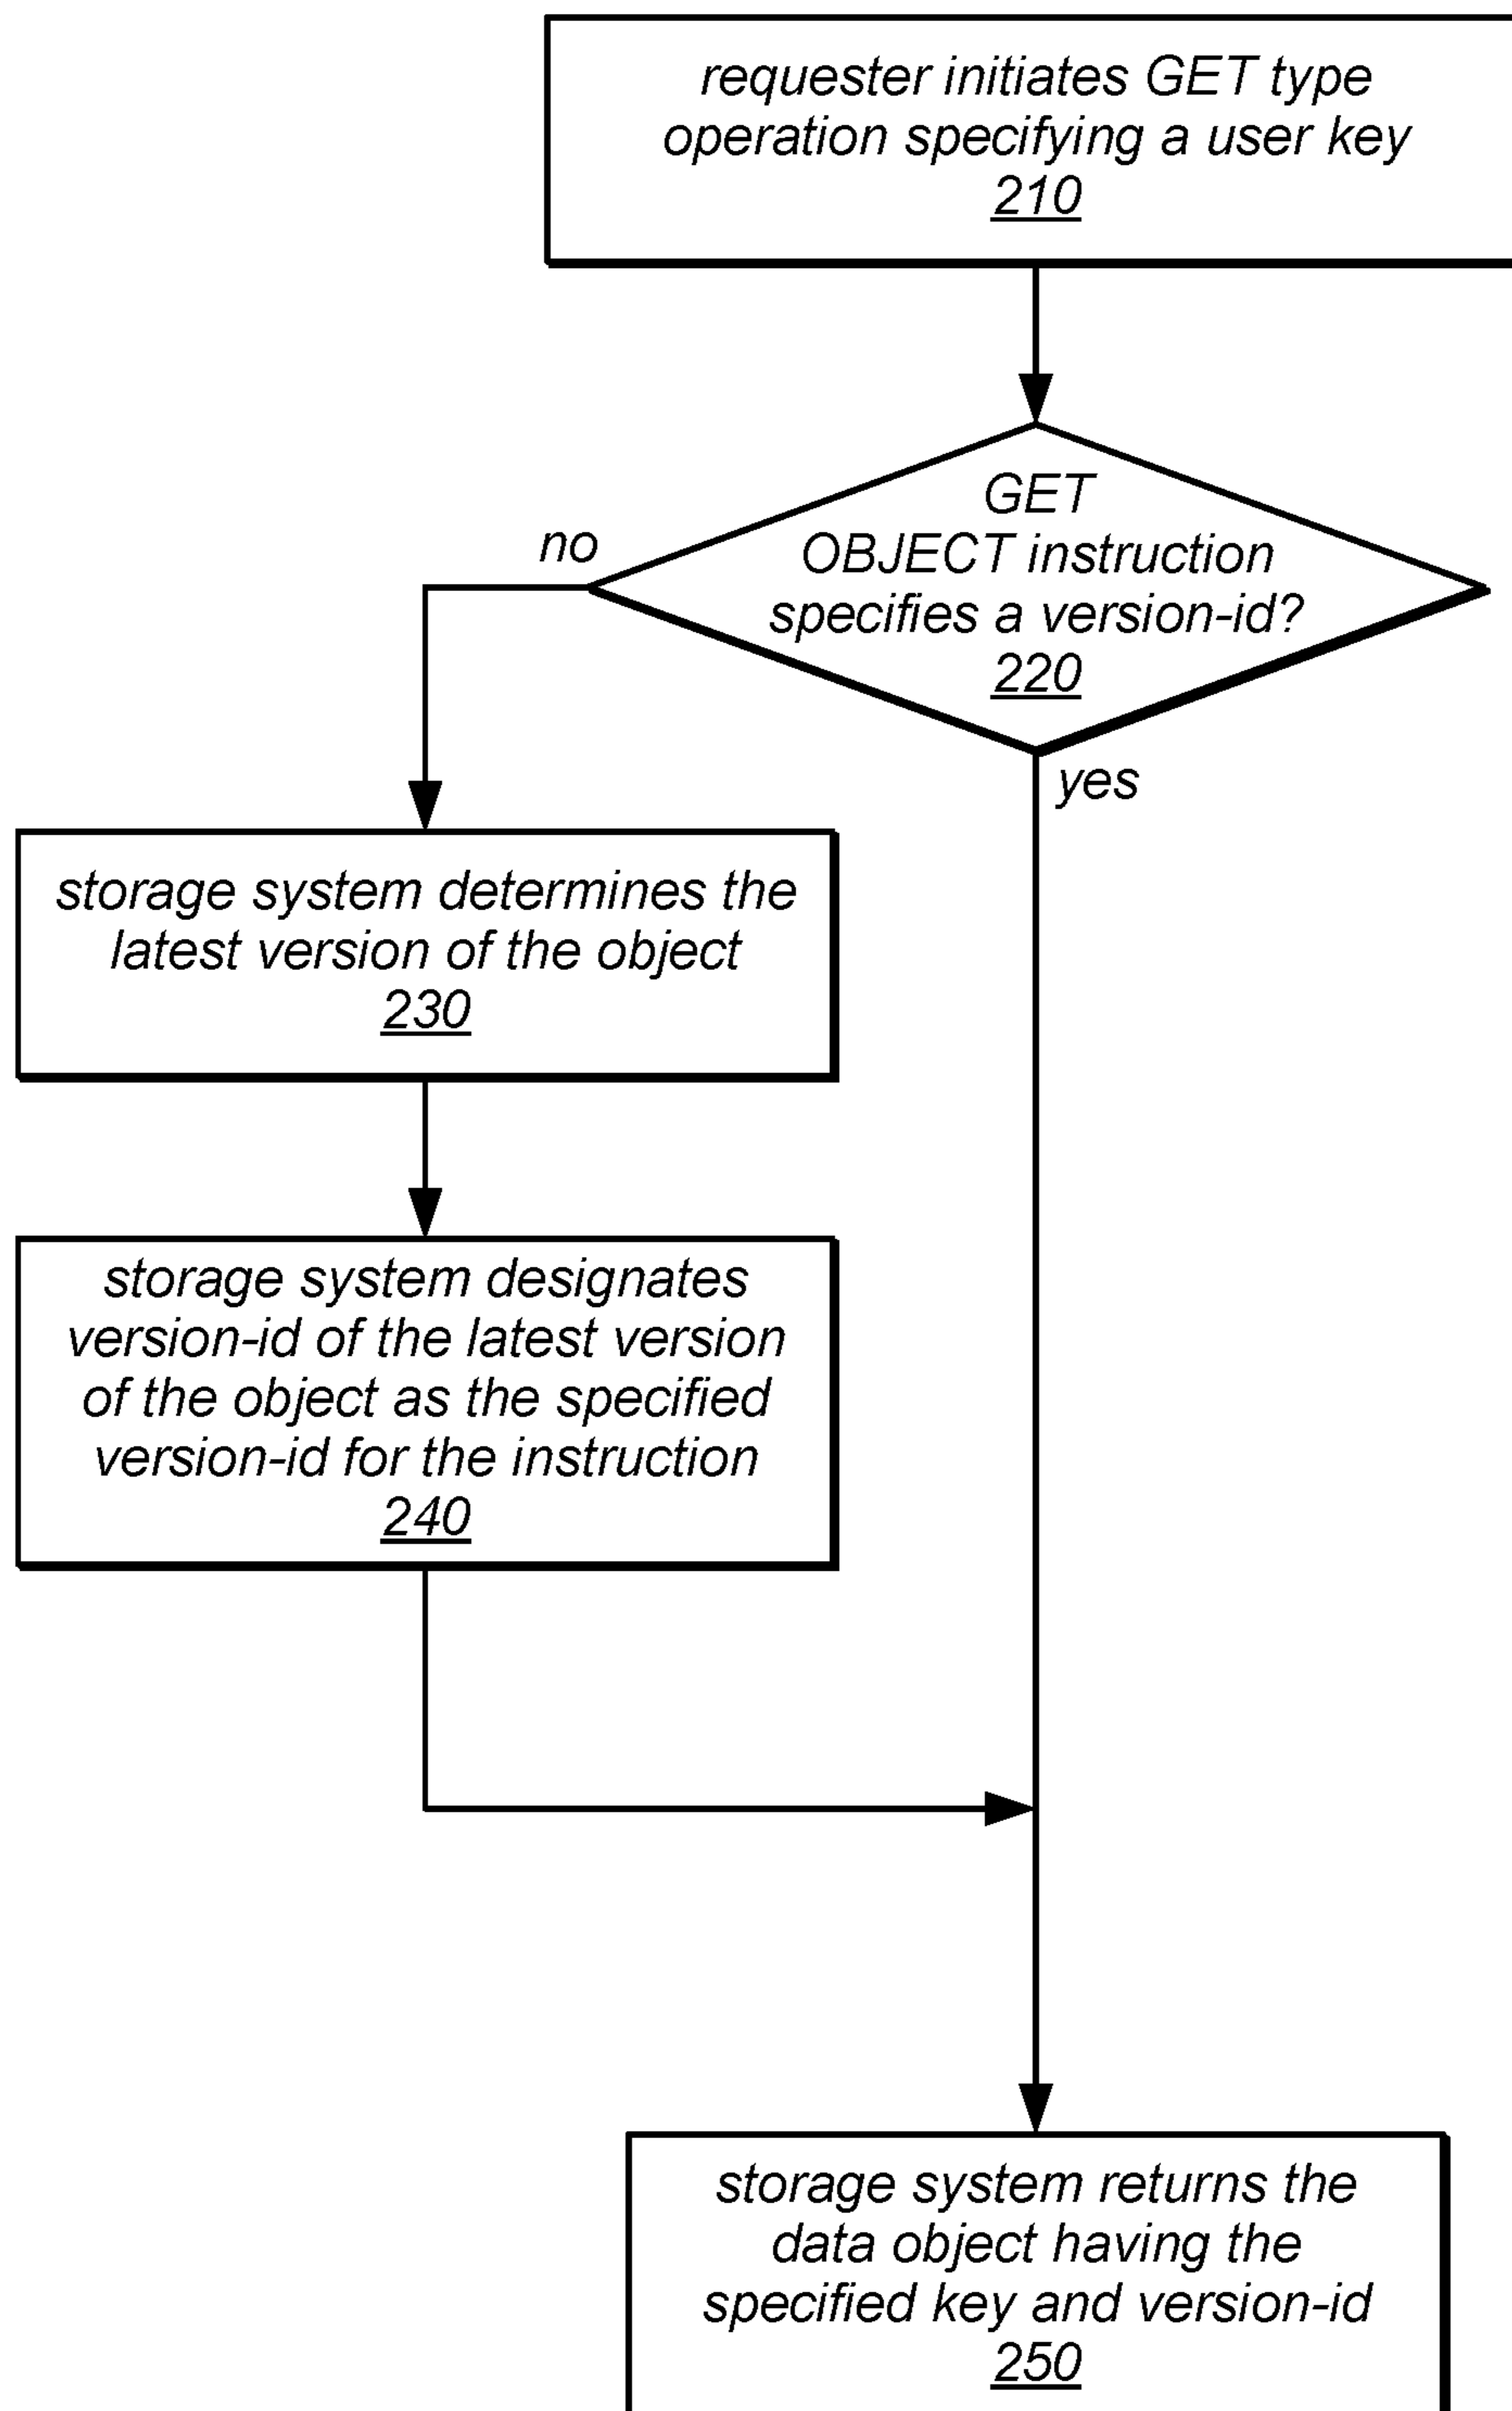 requester initiates GET type
operation specifying a user key
210
GET
OBJECT instruction
specifies a version-id?
220
no
yes
storage system determines the
latest version of the object
230
storage system designates
version-id of the latest version
of the object as the specified
version-id for the instruction
240
storage system returns the
data object having the
specified key and version-id
250